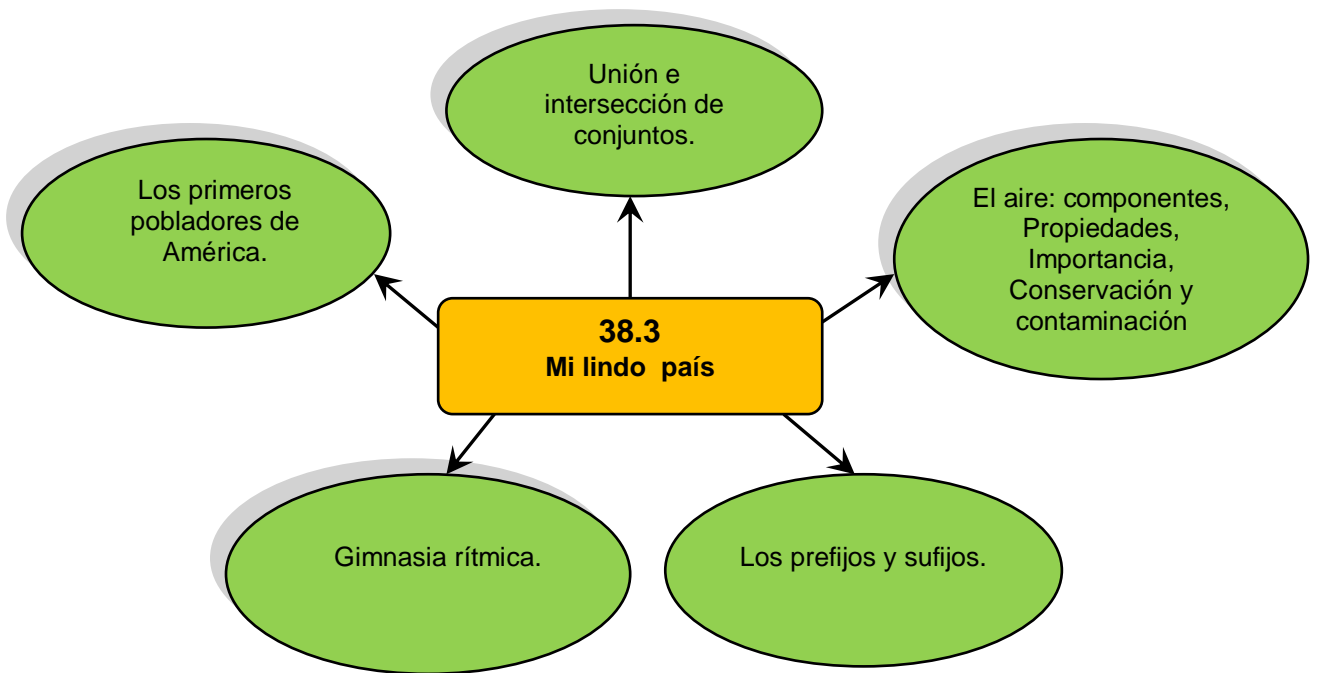 Unión e
intersección de
conjuntos.
Los primeros
pobladores de
América.
El aire: componentes,
Propiedades,
Importancia,
Conservación y
contaminación
38.3
Mi lindo  país
Gimnasia rítmica.
Los prefijos y sufijos.